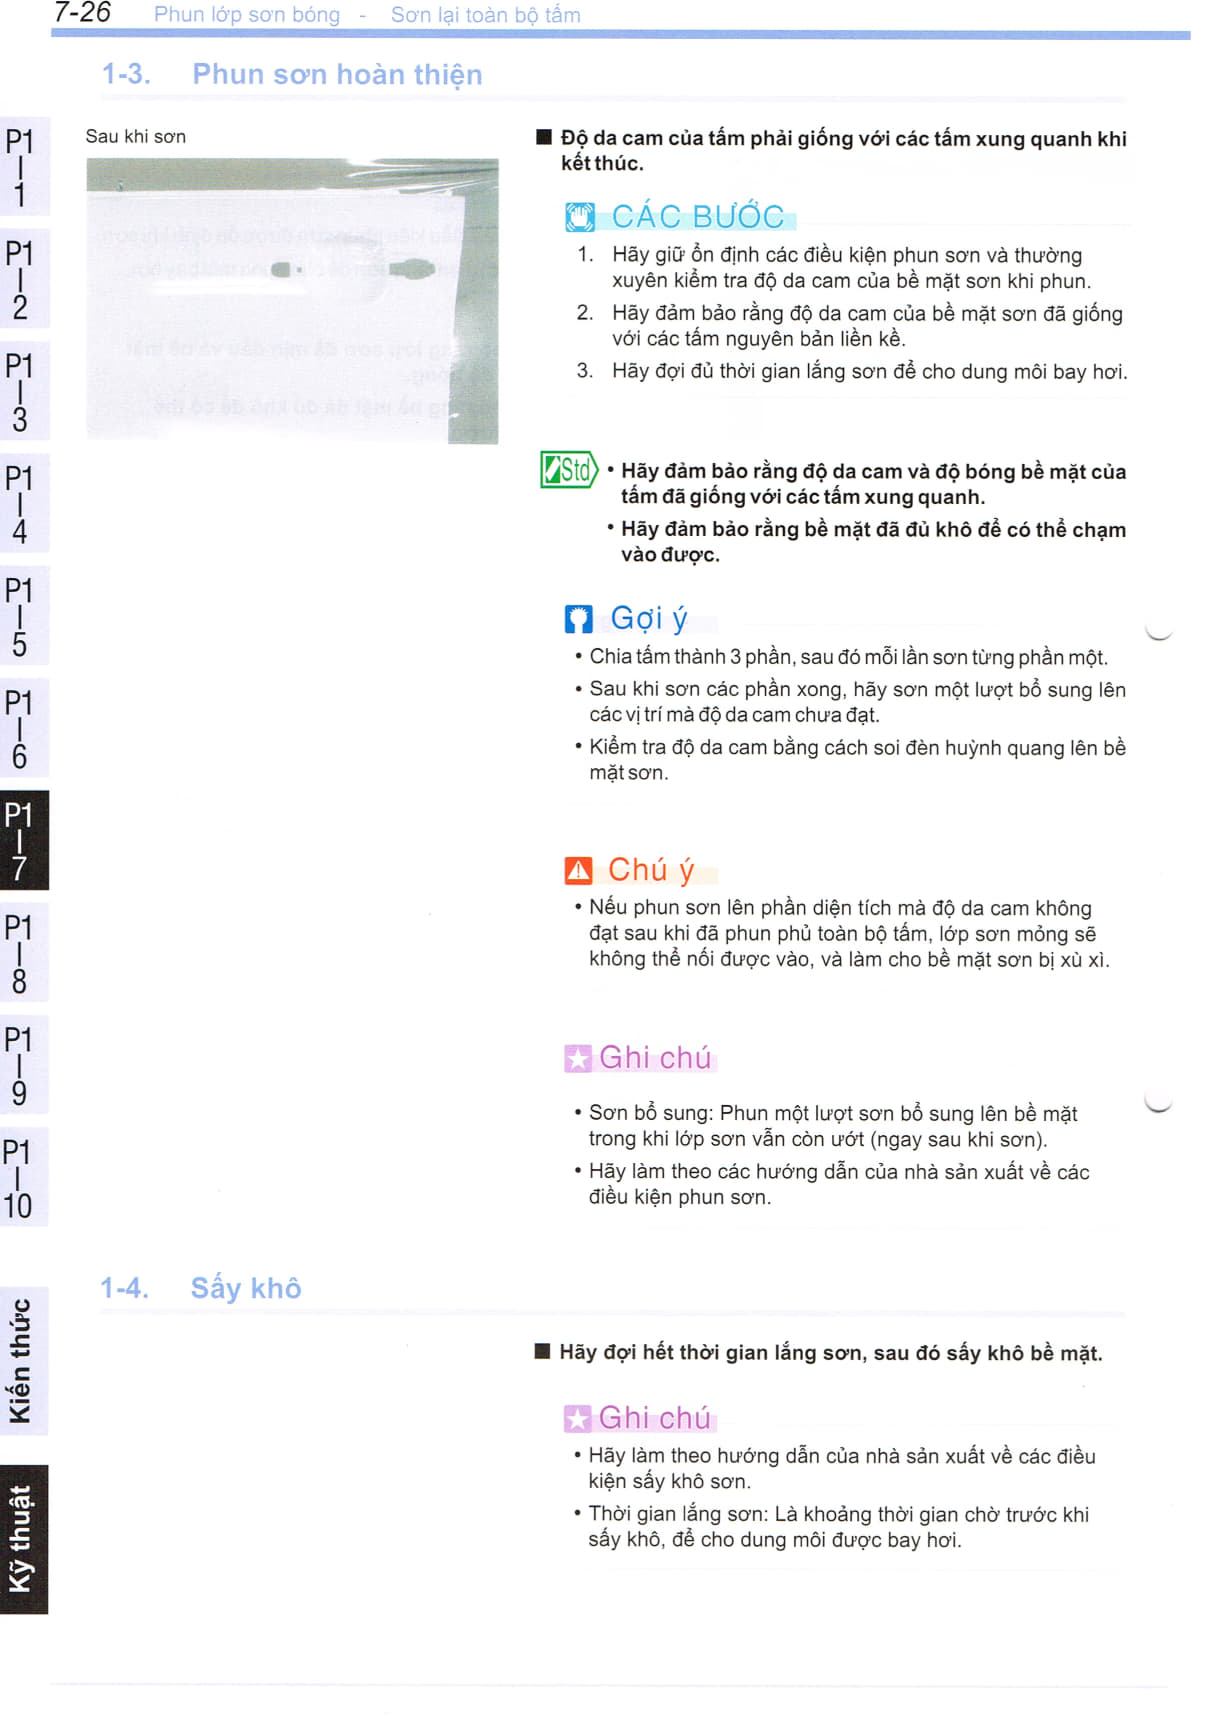 7-26 Phun lớp sơn bóng - Sơn lại toàn bộ tấm
1-3. Phun sơn hoàn thiện
Sau khi sơn
■ Độ da cam của tấm phải giống với các tấm xung quanh khi
kết thúc.
CÁC BƯỚC
1. Hãy giữ ổn định các điều kiện phun sơn và thường
xuyên kiểm tra độ da cam của bề mặt sơn khi phun.
2. Hãy đảm bảo rằng độ da cam của bề mặt sơn đã giống
với các tấm nguyên bản liền kề.
3. Hãy đợi đủ thời gian lắng sơn để cho dung môi bay hơi.
Std
• Hãy đảm bảo rằng độ da cam và độ bóng bề mặt của
tấm đã giống với các tấm xung quanh.
• Hãy đảm bảo rằng bề mặt đã đủ khô để có thể chạm
vào được.
Gợi ý
• Chia tấm thành 3 phần, sau đó mỗi lần sơn từng phần một.
• Sau khi sơn các phần xong, hãy sơn một lượt bổ sung lên
các vị trí mà độ da cam chưa đạt.
• Kiểm tra độ da cam bằng cách soi đèn huỳnh quang lên bề
mặt sơn.
Chú ý
• Nếu phun sơn lên phần diện tích mà độ da cam không
đạt sau khi đã phun phủ toàn bộ tấm, lớp sơn mỏng sẽ
không thể nối được vào, và làm cho bề mặt sơn bị xù xì.
Ghi chú
• Sơn bổ sung: Phun một lượt sơn bổ sung lên bề mặt
trong khi lớp sơn vẫn còn ướt (ngay sau khi sơn).
• Hãy làm theo các hướng dẫn của nhà sản xuất về các
điều kiện phun sơn.
1-4. Sấy khô
■ Hãy đợi hết thời gian lắng sơn, sau đó sấy khô bề mặt.
Ghi chú
• Hãy làm theo hướng dẫn của nhà sản xuất về các điều
kiện sấy khô sơn.
• Thời gian lắng sơn: Là khoảng thời gian chờ trước khi
sấy khô, để cho dung môi được bay hơi.
P1
1
P1
2
P1
3
P1
4
P1
5
P1
6
P1
7
P1
8
P1
9
P1
10
Kiến thức
Kỹ thuật